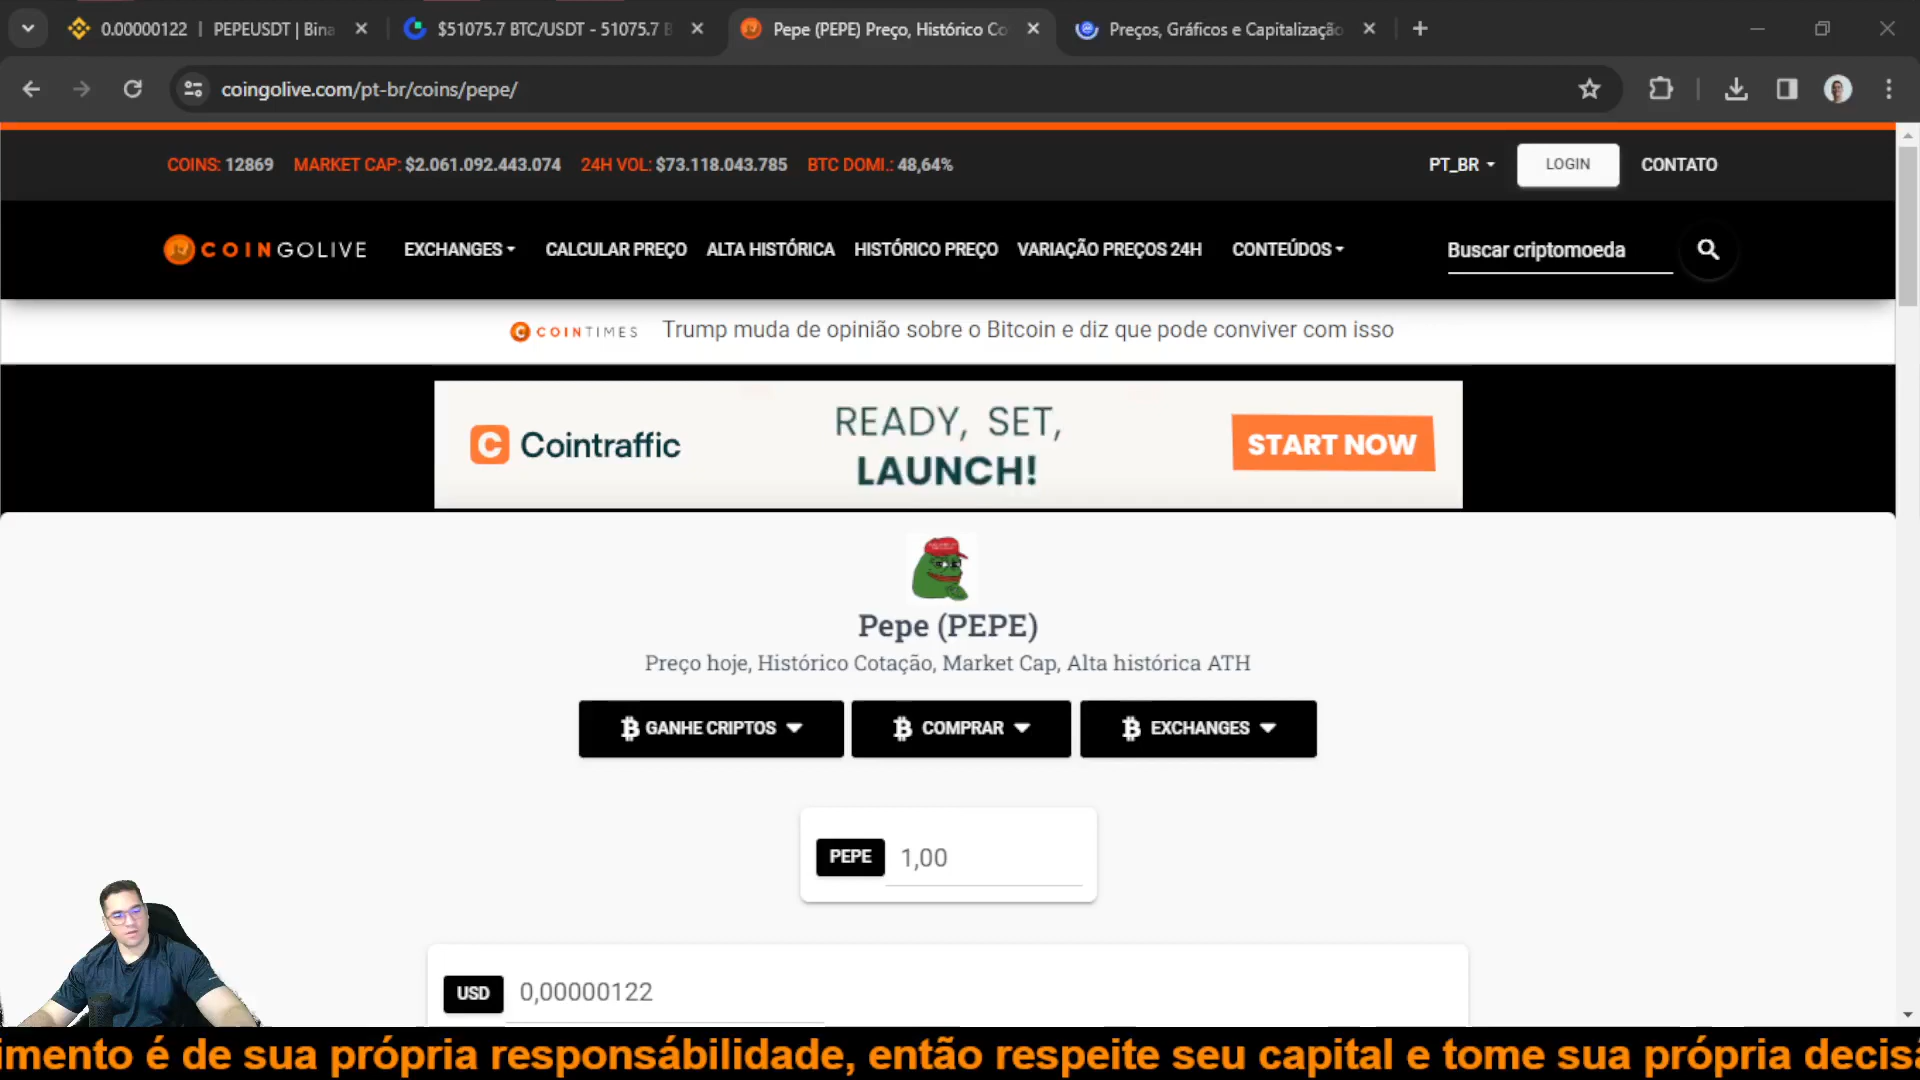 0.00000122 | PEPEUSDT | Bina
$51075.7 BTC/USDT - 51075.7 B
Pepe (PEPE) Preço, Histórico Co
Preços, Gráficos e Capitalização
coingolive.com/pt-br/coins/pepe/
COINS: 12869 MARKET CAP: $2.061.092.443.074 24H VOL: $73.118.043.785 BTC DOMI.: 48,64%
PT_BR
LOGIN
CONTATO
COINGOLIVE
EXCHANGES
CALCULAR PREÇO
ALTA HISTÓRICA
HISTÓRICO PREÇO
VARIAÇÃO PREÇOS 24H
CONTEÚDOS
Buscar criptomoeda
COINTIMES
Trump muda de opinião sobre o Bitcoin e diz que pode conviver com isso
Cointraffic
READY, SET,
LAUNCH!
START NOW
Pepe (PEPE)
Preço hoje, Histórico Cotação, Market Cap, Alta histórica ATH
GANHE CRIPTOS
COMPRAR
EXCHANGES
PEPE 1,00
USD 0,00000122
imento é de sua própria responsábilidade, então respeite seu capital e tome sua própria decisã